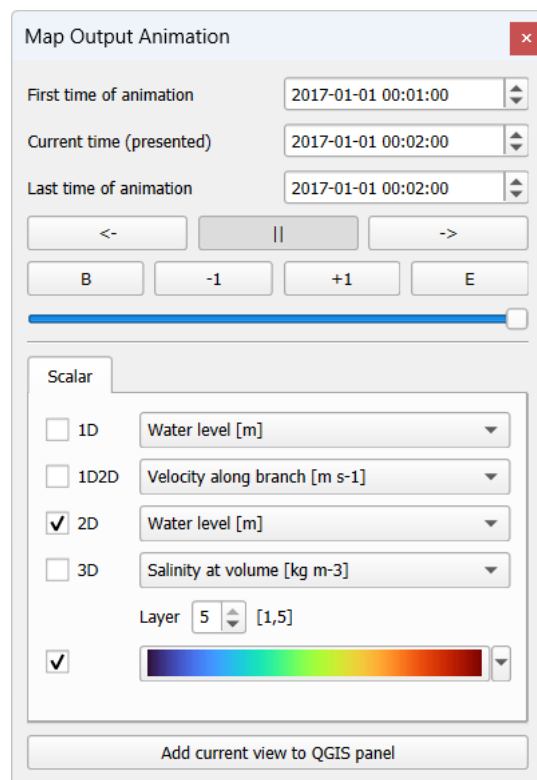 Map Output Animation ×
First time of animation 2017-01-01 00:01:00
Current time (presented) 2017-01-01 00:02:00
Last time of animation 2017-01-01 00:02:00
<- || ->
B -1 +1 E
Scalar
1D Water level [m]
1D2D Velocity along branch [m s-1]
2D Water level [m]
3D Salinity at volume [kg m-3]
Layer 5 [1,5]
Add current view to QGIS panel